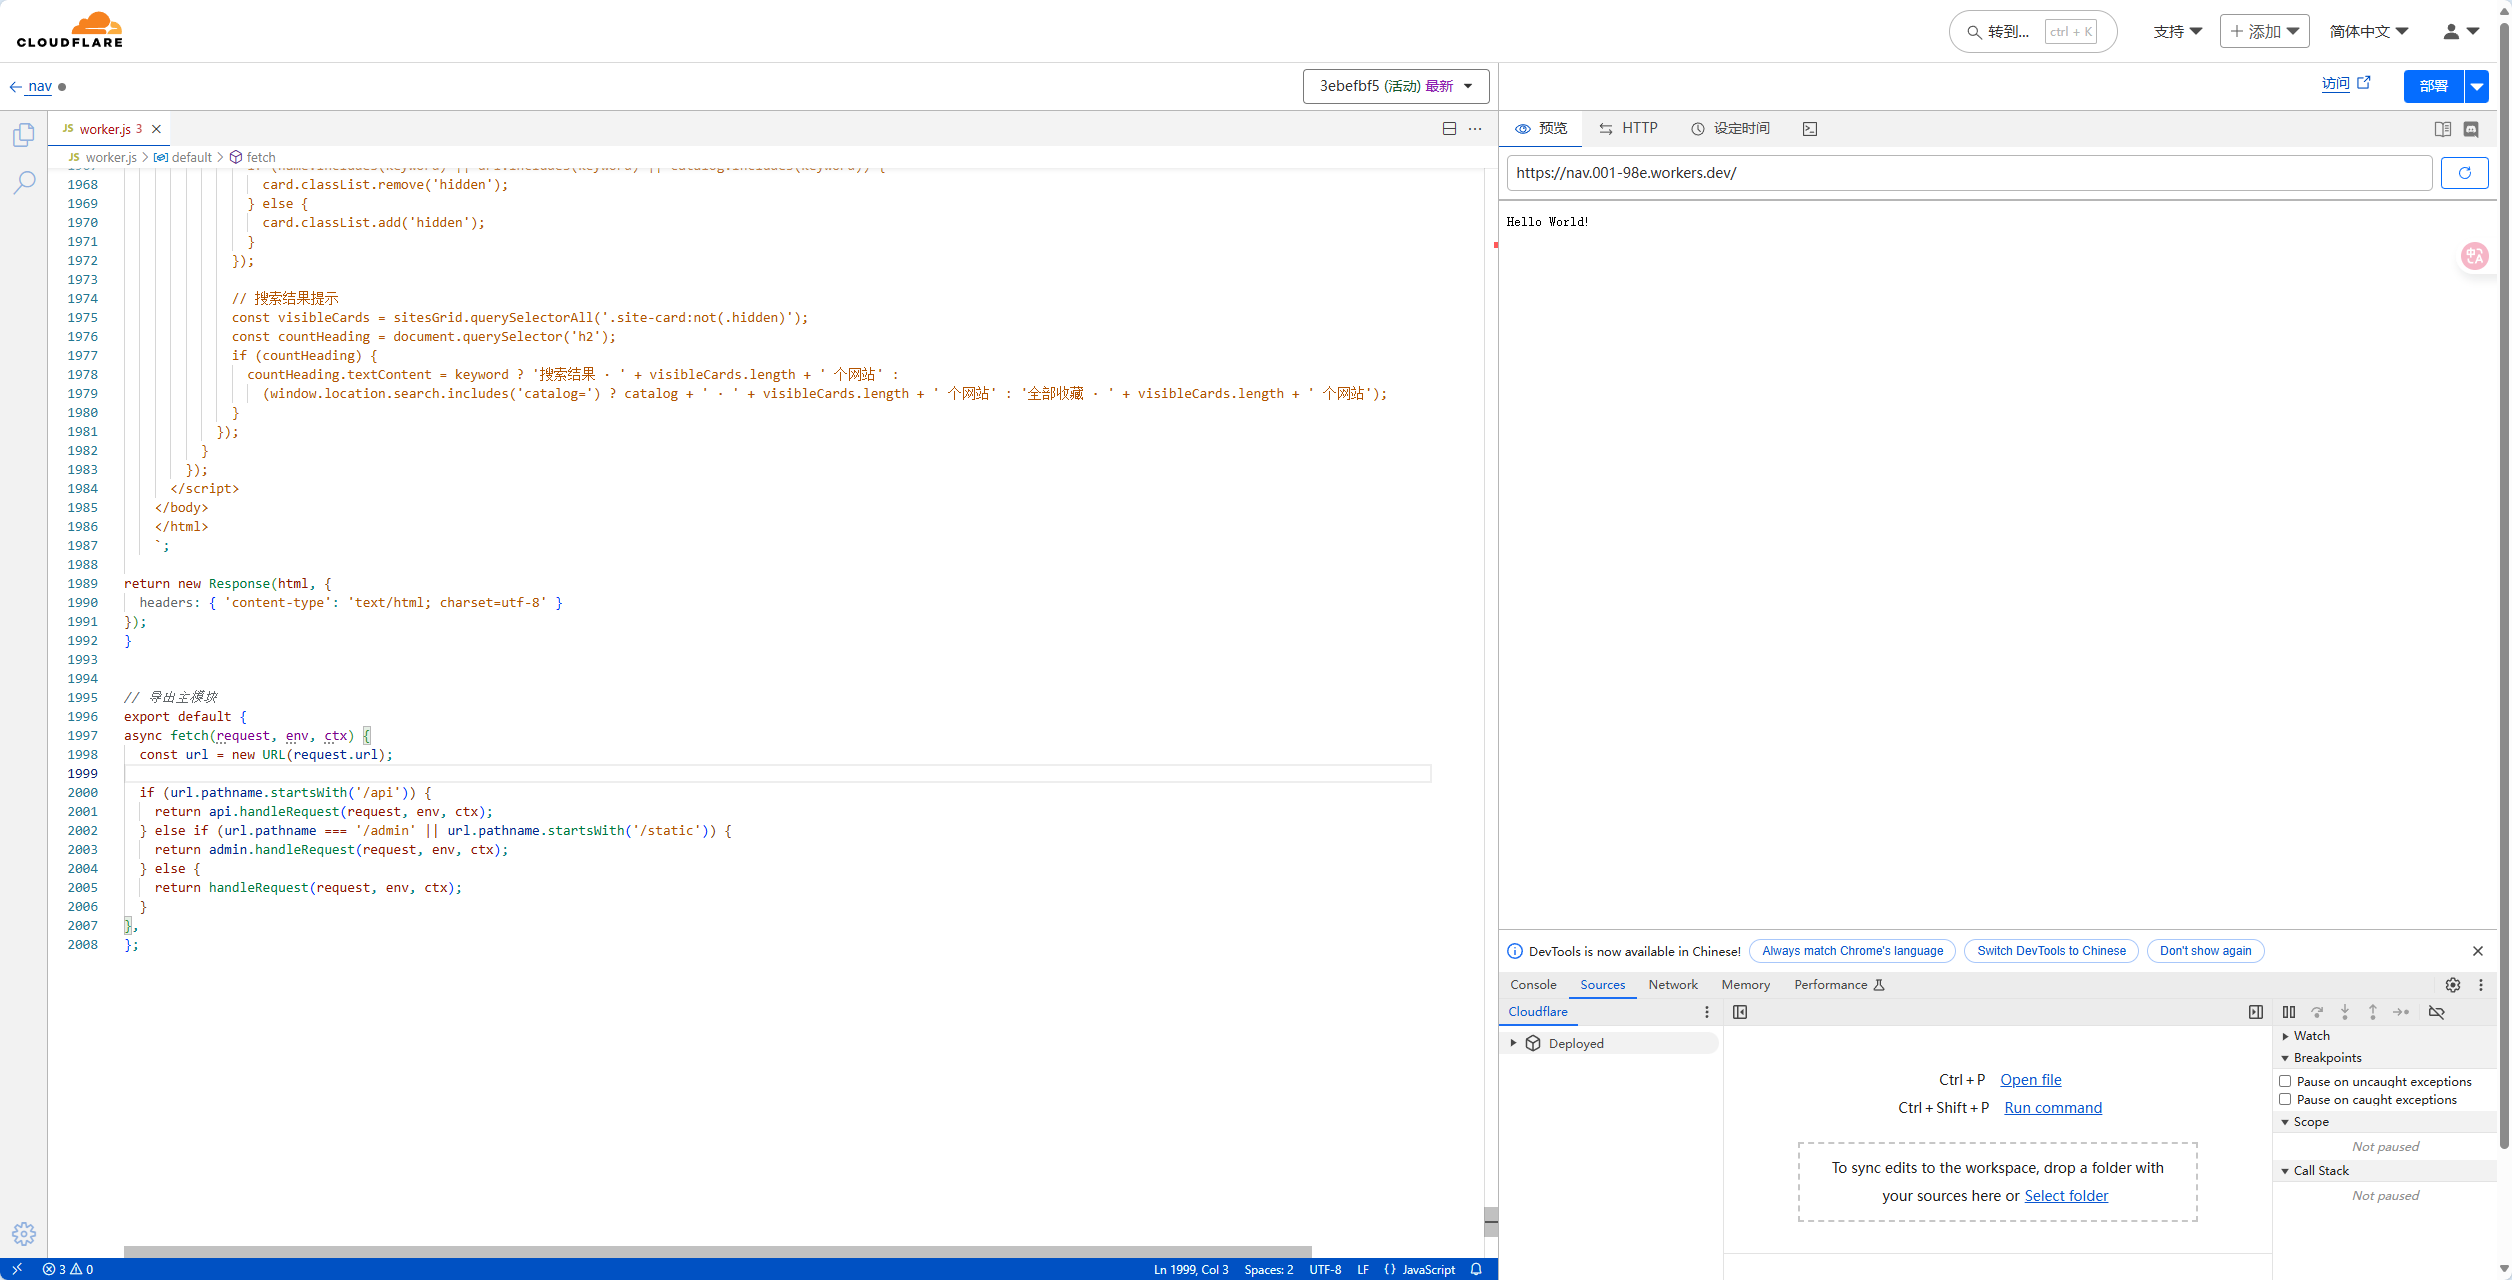 CLOUDFLARE
转到... ctrl + K
支持
添加
简体中文
nav
3ebefbf5 (活动) 最新
访问
部署
JS worker.js 3
JS worker.js > default > fetch
预览
HTTP
设定时间
https://nav.001-98e.workers.dev/
Hello World!
1968 card.classList.remove('hidden');
1969 } else {
1970 card.classList.add('hidden');
1971 }
1972 });
1973
1974 // 搜索结果提示
1975 const visibleCards = sitesGrid.querySelectorAll('.site-card:not(.hidden)');
1976 const countHeading = document.querySelector('h2');
1977 if (countHeading) {
1978 countHeading.textContent = keyword ? '搜索结果 · ' + visibleCards.length + ' 个网站' :
1979 (window.location.search.includes('catalog=') ? catalog + ' · ' + visibleCards.length + ' 个网站' : '全部收藏 · ' + visibleCards.length + ' 个网站');
1980 }
1981 });
1982 }
1983 });
1984 </script>
1985 </body>
1986 </html>
1987 `;
1988
1989 return new Response(html, {
1990 headers: { 'content-type': 'text/html; charset=utf-8' }
1991 });
1992 }
1993
1994
1995 // 导出主模块
1996 export default {
1997 async fetch(request, env, ctx) {
1998 const url = new URL(request.url);
1999
2000 if (url.pathname.startsWith('/api')) {
2001 return api.handleRequest(request, env, ctx);
2002 } else if (url.pathname === '/admin' || url.pathname.startsWith('/static')) {
2003 return admin.handleRequest(request, env, ctx);
2004 } else {
2005 return handleRequest(request, env, ctx);
2006 }
2007 },
2008 };
DevTools is now available in Chinese!
Always match Chrome's language
Switch DevTools to Chinese
Don't show again
Console
Sources
Network
Memory
Performance
Cloudflare
Deployed
Ctrl + P Open file
Ctrl + Shift + P Run command
To sync edits to the workspace, drop a folder with
your sources here or Select folder
Watch
Breakpoints
Pause on uncaught exceptions
Pause on caught exceptions
Scope
Not paused
Call Stack
Not paused
3 0
Ln 1999, Col 3
Spaces: 2
UTF-8
LF
{ } JavaScript